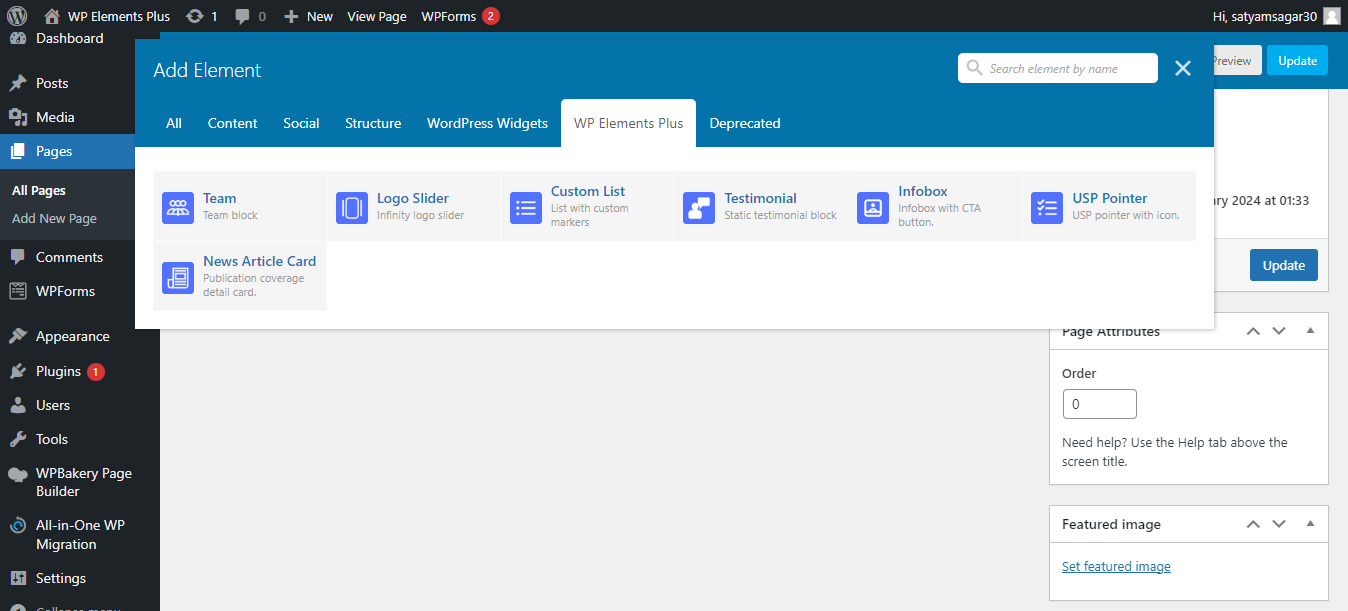 WP Elements Plus
1
0
New
View Page
WPForms
2
Hi, satyamsagar30
Dashboard
Posts
Media
Pages
All Pages
Add New Page
Comments
WPForms
Appearance
Plugins
1
Users
Tools
WPBakery Page
Builder
All-in-One WP
Migration
Settings
Collapse menu
Add Element
Search element by name
Preview
Update
All
Content
Social
Structure
WordPress Widgets
WP Elements Plus
Deprecated
Team
Team block
Logo Slider
Infinity logo slider
Custom List
List with custom
markers
Testimonial
Static testimonial block
Infobox
Infobox with CTA
button.
USP Pointer
USP pointer with icon.
News Article Card
Publication coverage
detail card.
2024 at 01:33
Update
Page Attributes
Order
0
Need help? Use the Help tab above the
screen title.
Featured image
Set featured image